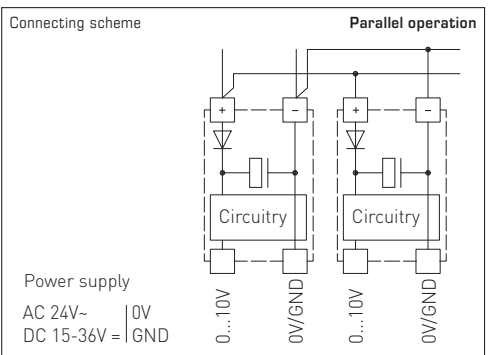 Connecting scheme Parallel operation
+ − + −
Circuitry Circuitry
0...10V 0V/GND 0...10V 0V/GND
Power supply
AC 24V~ | 0V
DC 15-36V = | GND